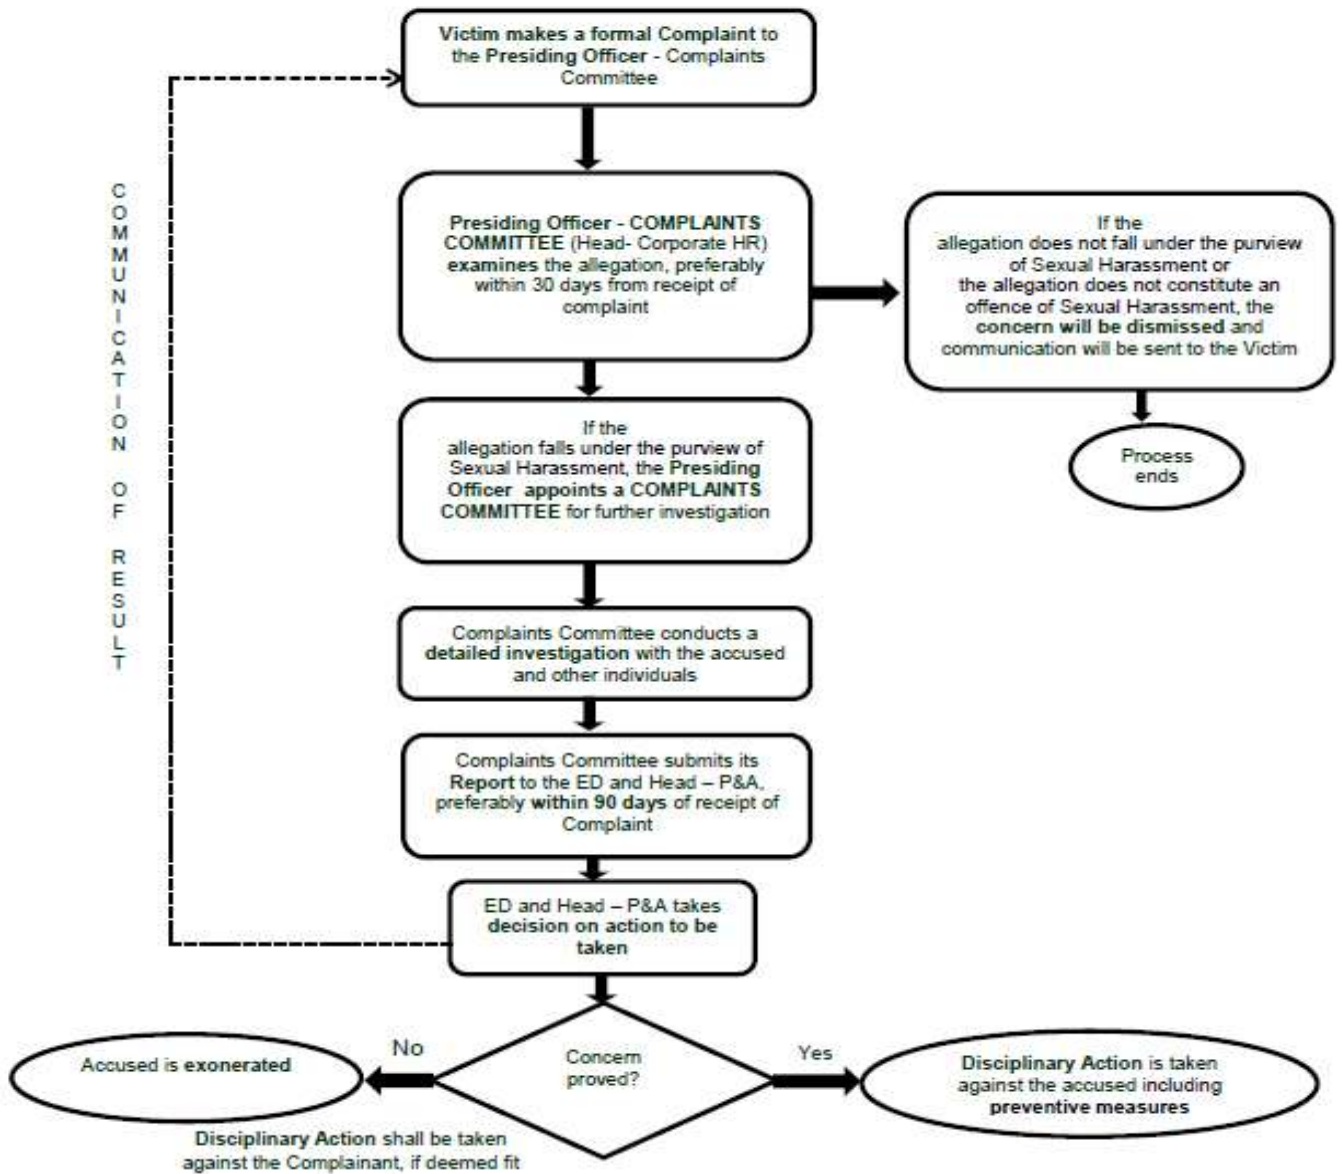 Victim makes a formal Complaint to
the Presiding Officer - Complaints
Committee
Presiding Officer - COMPLAINTS
COMMITTEE (Head- Corporate HR)
examines the allegation, preferably
within 30 days from receipt of
complaint
If the
allegation does not fall under the purview
of Sexual Harassment or
the allegation does not constitute an
offence of Sexual Harassment, the
concern will be dismissed and
communication will be sent to the Victim
Process
ends
If the
allegation falls under the purview of
Sexual Harassment, the Presiding
Officer appoints a COMPLAINTS
COMMITTEE for further investigation
Complaints Committee conducts a
detailed investigation with the accused
and other individuals
Complaints Committee submits its
Report to the ED and Head – P&A,
preferably within 90 days of receipt of
Complaint
ED and Head – P&A takes
decision on action to be
taken
COMMUNICATION OF RESULT
Concern
proved?
No
Accused is exonerated
Disciplinary Action shall be taken
against the Complainant, if deemed fit
Yes
Disciplinary Action is taken
against the accused including
preventive measures